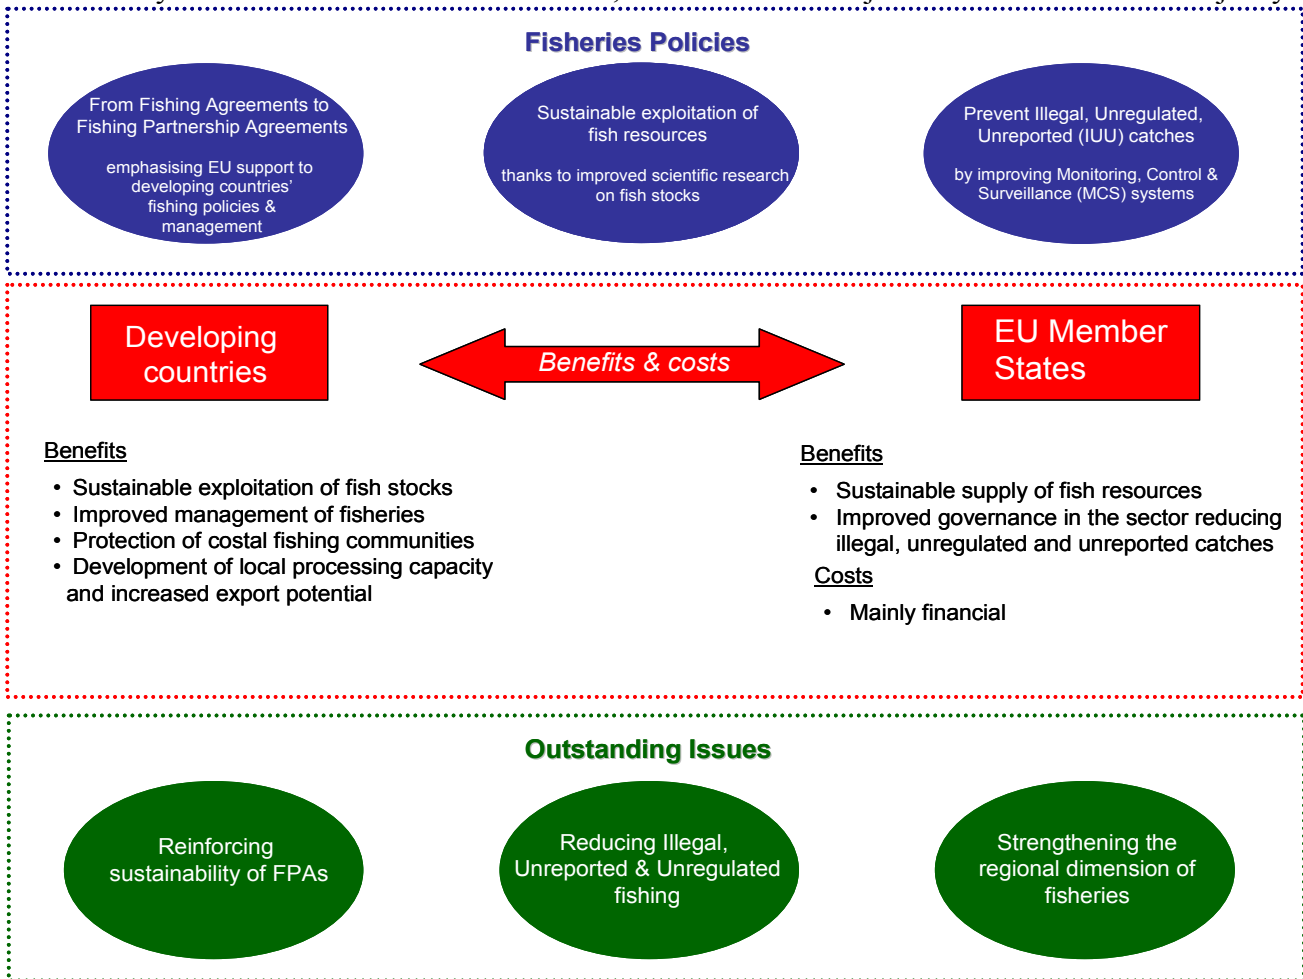 Fisheries Policies
From Fishing Agreements to
Fishing Partnership Agreements
emphasising EU support to
developing countries'
fishing policies &
management
Sustainable exploitation of
fish resources
thanks to improved scientific research
on fish stocks
Prevent Illegal, Unregulated,
Unreported (IUU) catches
by improving Monitoring, Control &
Surveillance (MCS) systems
Developing
countries
Benefits & costs
EU Member
States
Benefits
• Sustainable exploitation of fish stocks
• Improved management of fisheries
• Protection of costal fishing communities
• Development of local processing capacity
and increased export potential
Benefits
• Sustainable supply of fish resources
• Improved governance in the sector reducing
illegal, unregulated and unreported catches
Costs
• Mainly financial
Outstanding Issues
Reinforcing
sustainability of FPAs
Reducing Illegal,
Unreported & Unregulated
fishing
Strengthening the
regional dimension of
fisheries